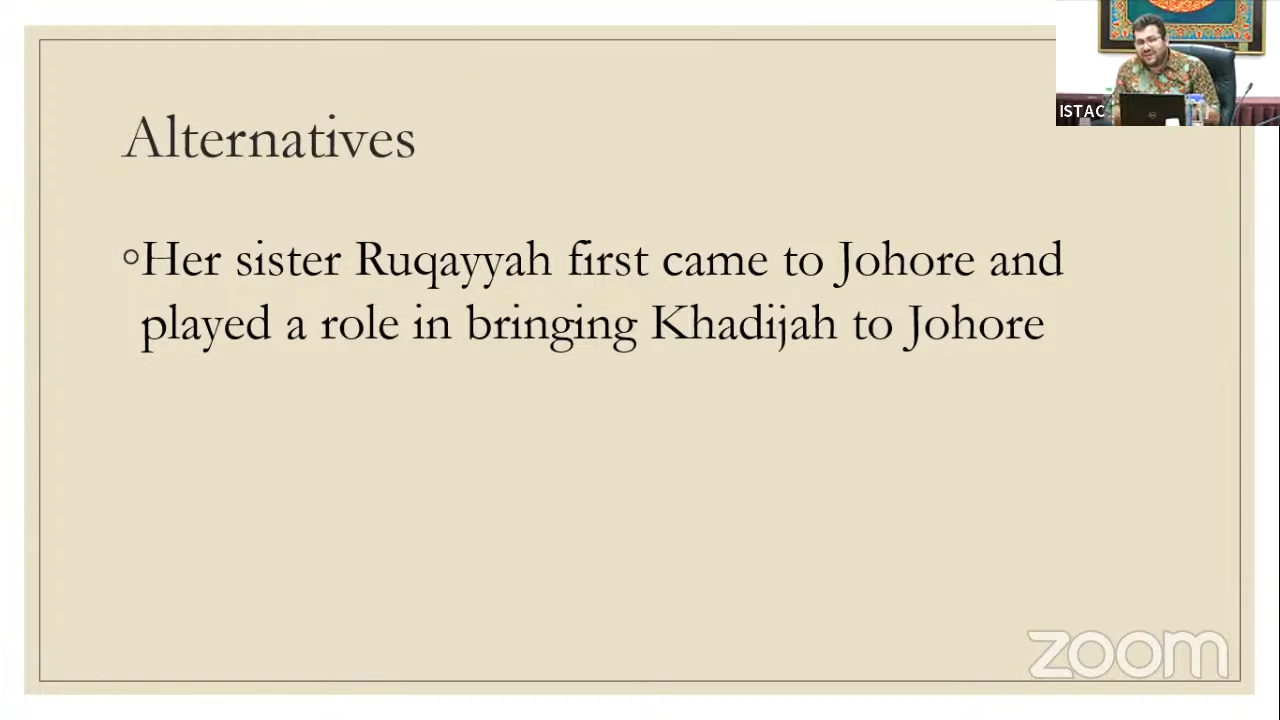 ISTAC
Alternatives
◦Her sister Ruqayyah first came to Johore and
played a role in bringing Khadijah to Johore
zoom